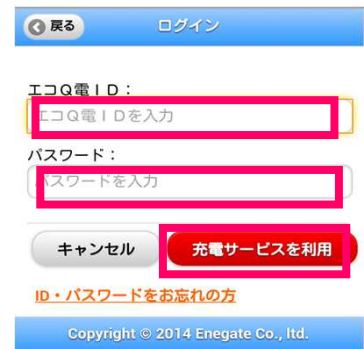 戻る
ログイン
エコQ電ID:
エコQ電IDを入力
パスワード:
パスワードを入力
キャンセル
充電サービスを利用
ID・パスワードをお忘れの方
Copyright © 2014 Enegate Co., ltd.